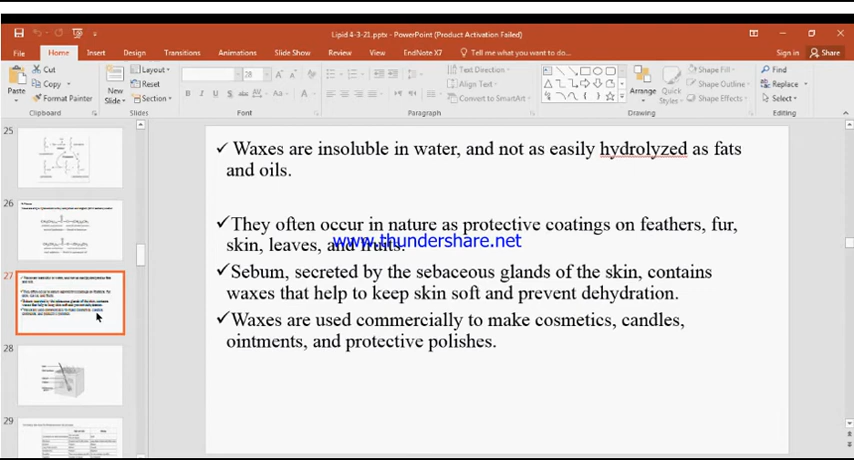 Lipid 4-3-21.pptx - PowerPoint (Product Activation Failed)
File Home Insert Design Transitions Animations Slide Show Review View EndNote X7 Tell me what you want to do... Sign in Share
Paste
Cut
Copy
Format Painter
Clipboard
New Slide
Layout
Reset
Section
Slides
28
B I U S abc AV Aa A
Font
Paragraph
Text Direction
Align Text
Convert to SmartArt
Arrange
Quick Styles
Shape Fill
Shape Outline
Shape Effects
Drawing
Find
Replace
Select
Editing
25
26
27
28
29
✓ Waxes are insoluble in water, and not as easily hydrolyzed as fats
and oils.
✓They often occur in nature as protective coatings on feathers, fur,
skin, leaves, and fruits.
www.thundershare.net
✓Sebum, secreted by the sebaceous glands of the skin, contains
waxes that help to keep skin soft and prevent dehydration.
✓Waxes are used commercially to make cosmetics, candles,
ointments, and protective polishes.